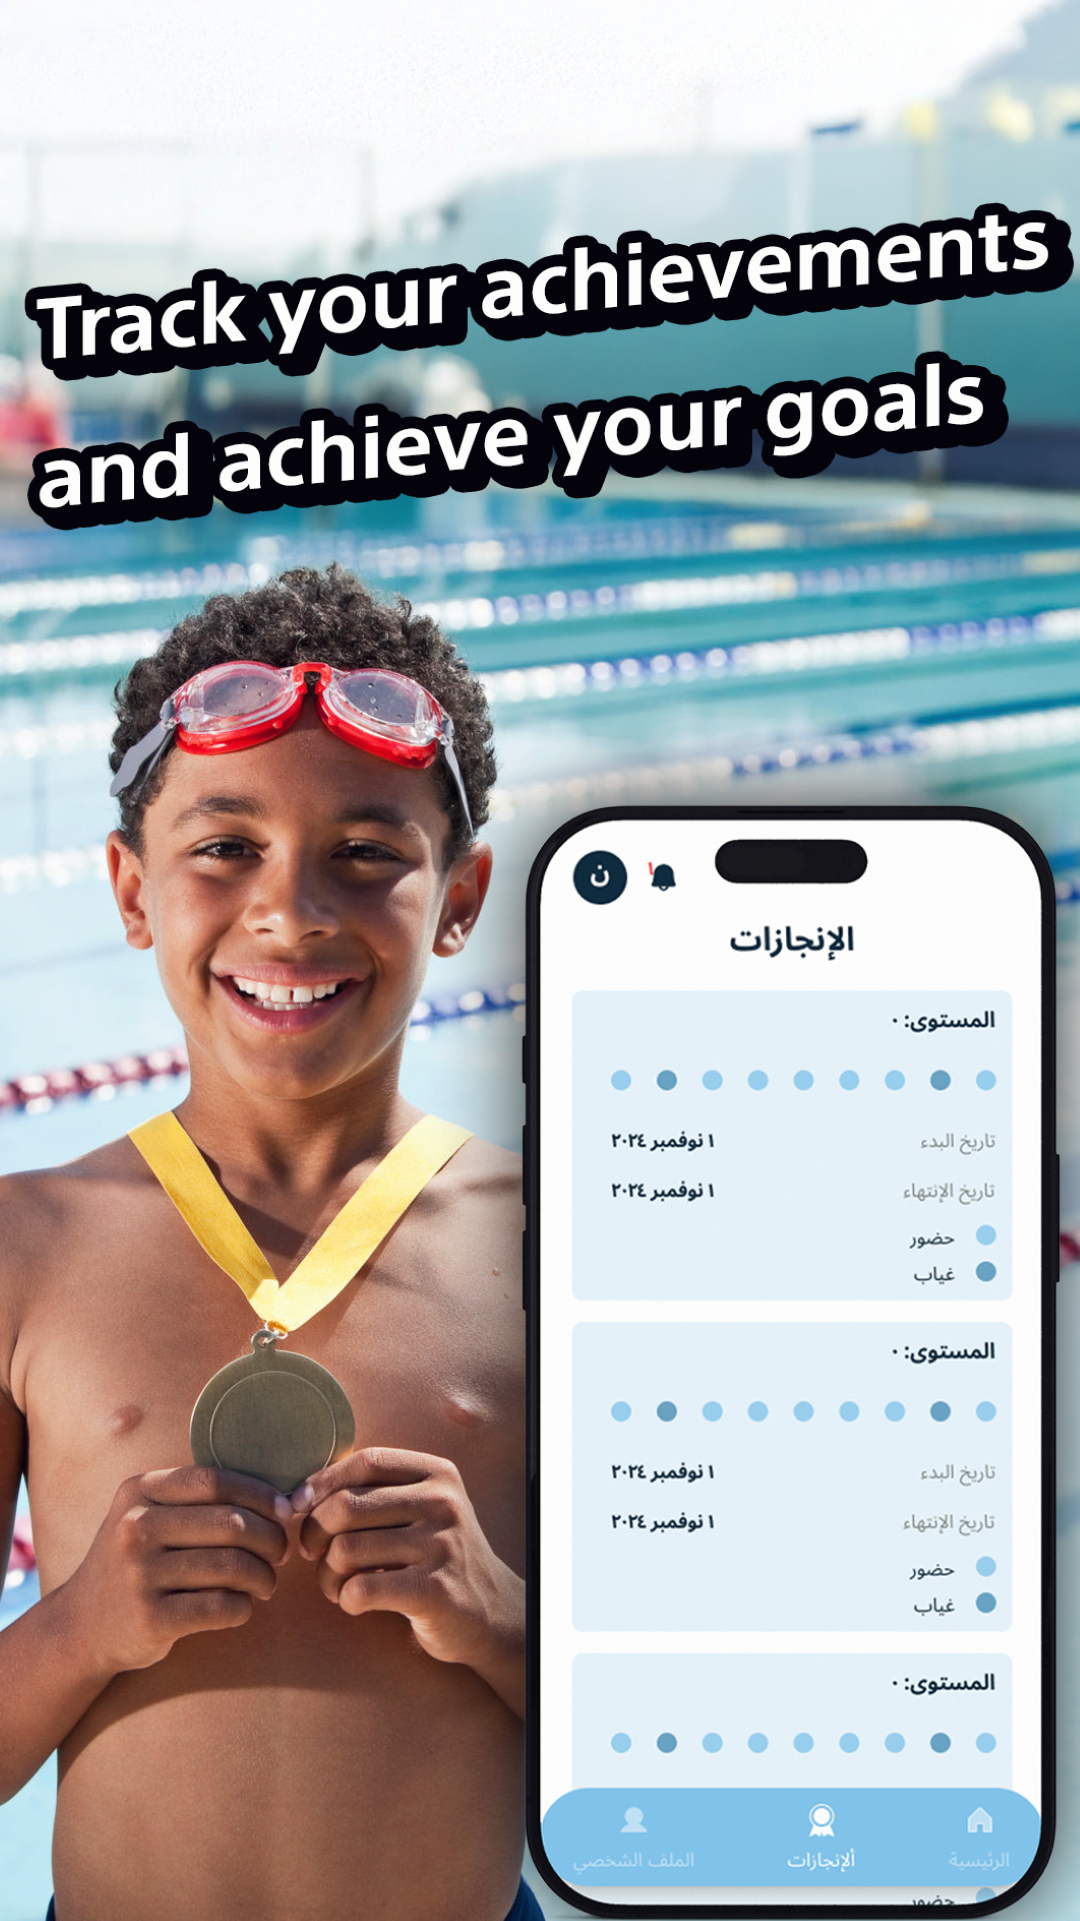 Track your achievements
and achieve your goals
ن
الإنجازات
المستوى: ٠
تاريخ البدء ١ نوفمبر ٢٠٢٤
تاريخ الإنتهاء ١ نوفمبر ٢٠٢٤
حضور
غياب
المستوى: ٠
تاريخ البدء ١ نوفمبر ٢٠٢٤
تاريخ الإنتهاء ١ نوفمبر ٢٠٢٤
حضور
غياب
المستوى: ٠
الرئيسية ألإنجازات الملف الشخصي
حضور